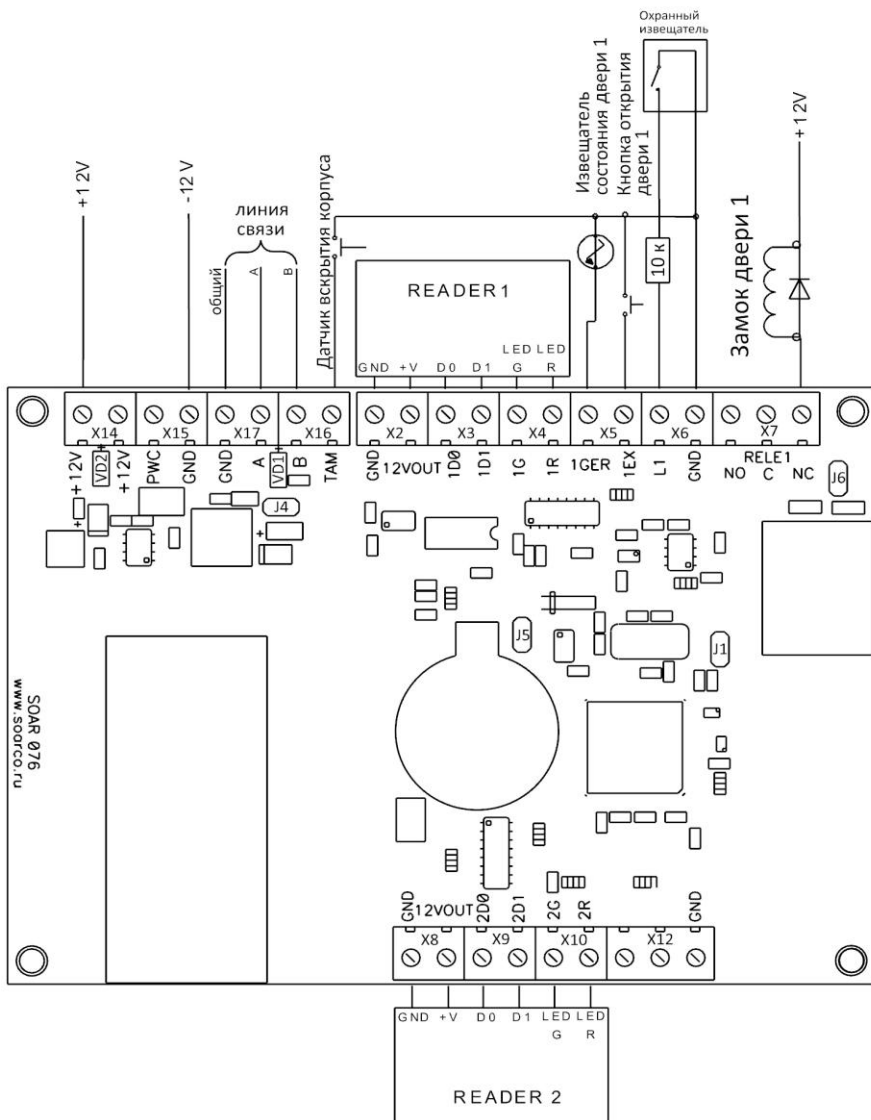 Охранный
извещатель
+12V
-12 V
ЛИНИЯ
СВЯЗИ
общий
A
B
Датчик вскрытия корпуса
Извещатель
состояния двери 1
Кнопка открытия
двери 1
10 к
Замок двери 1
+12V
READER 1
GND +V D0 D1 LED G LED R
X14 X15 X17 X16 X2 X3 X4 X5 X6 X7
+12V VD2 + +12V PWC GND GND A VD1 + B TAM GND 12VOUT 1D0 1D1 1G 1R 1GER 1EX L1 GND RELE1
NO C NC
J4
J6
+
+
J5
J1
SOAR 076
www.soarco.ru
GND 12VOUT 2D0 2D1 2G 2R GND
X8 X9 X10 X12
GND +V D0 D1 LED G LED R
READER 2